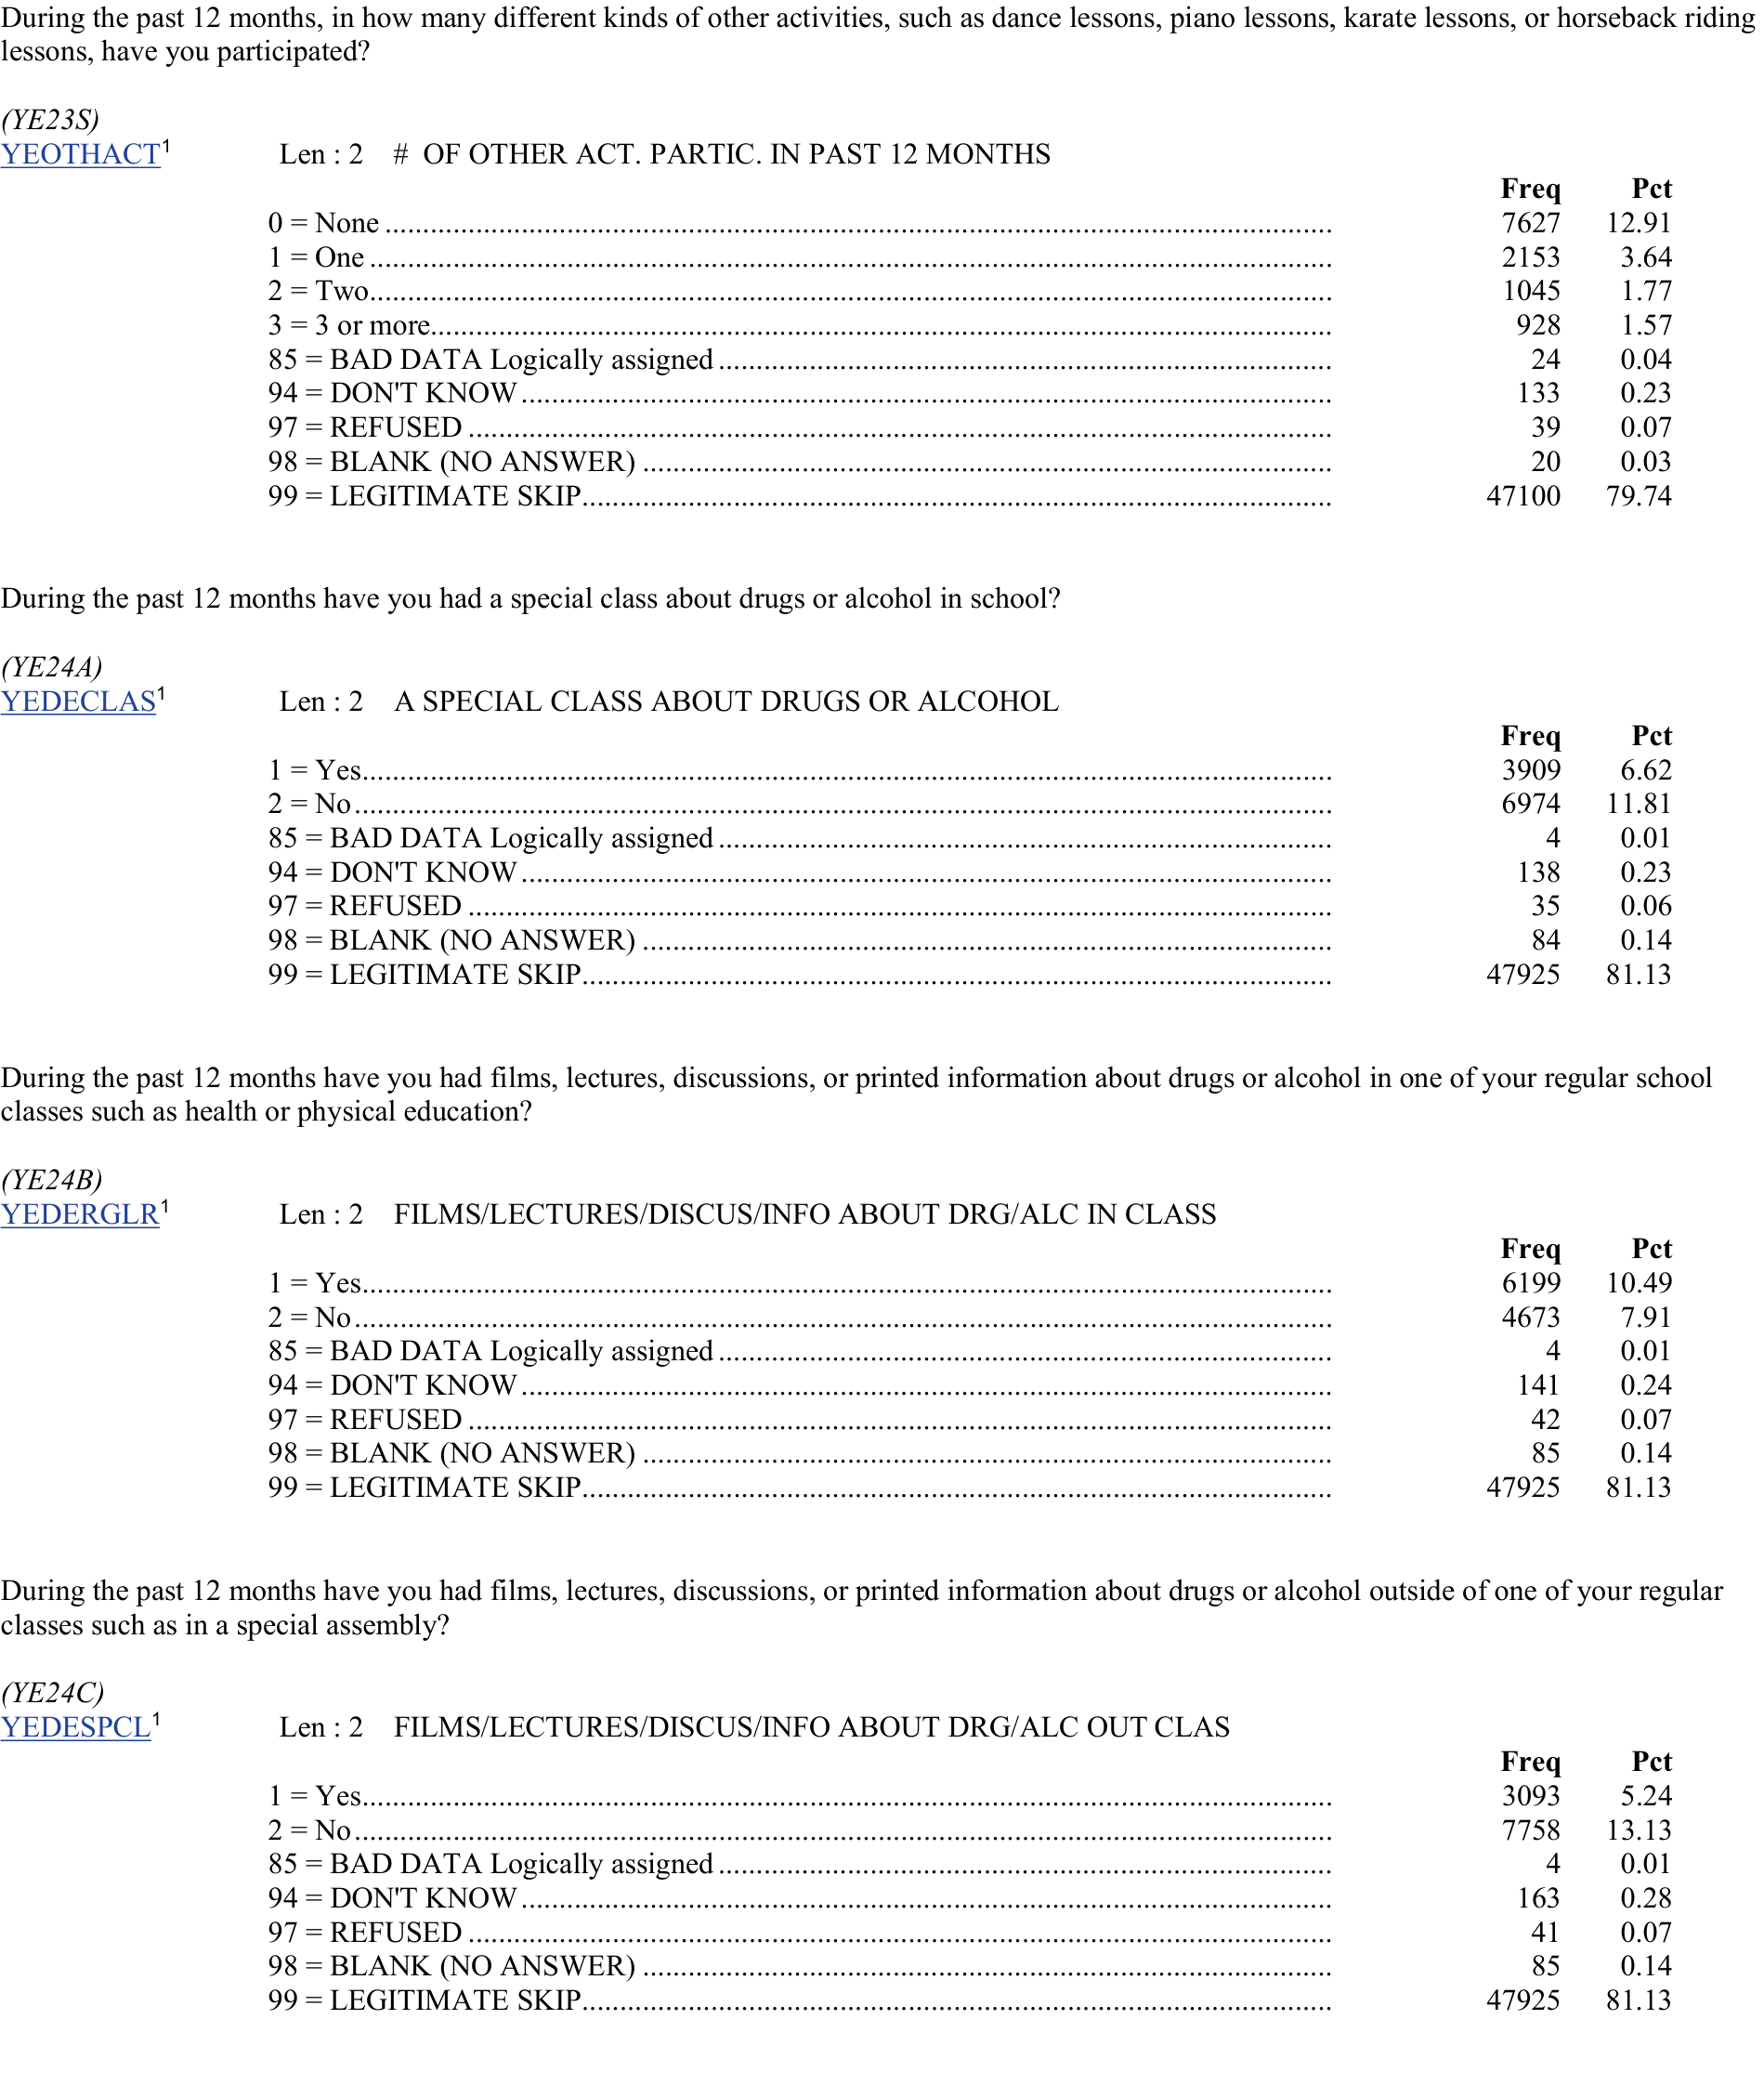 During the past 12 months, in how many different kinds of other activities, such as dance lessons, piano lessons, karate lessons, or horseback riding
lessons, have you participated?
(YE23S)
YEOTHACT1 Len : 2 # OF OTHER ACT. PARTIC. IN PAST 12 MONTHS
Freq Pct
0 = None 7627 12.91
1 = One 2153 3.64
2 = Two 1045 1.77
3 = 3 or more 928 1.57
85 = BAD DATA Logically assigned 24 0.04
94 = DON'T KNOW 133 0.23
97 = REFUSED 39 0.07
98 = BLANK (NO ANSWER) 20 0.03
99 = LEGITIMATE SKIP 47100 79.74
During the past 12 months have you had a special class about drugs or alcohol in school?
(YE24A)
YEDECLAS1 Len : 2 A SPECIAL CLASS ABOUT DRUGS OR ALCOHOL
Freq Pct
1 = Yes 3909 6.62
2 = No 6974 11.81
85 = BAD DATA Logically assigned 4 0.01
94 = DON'T KNOW 138 0.23
97 = REFUSED 35 0.06
98 = BLANK (NO ANSWER) 84 0.14
99 = LEGITIMATE SKIP 47925 81.13
During the past 12 months have you had films, lectures, discussions, or printed information about drugs or alcohol in one of your regular school
classes such as health or physical education?
(YE24B)
YEDERGLR1 Len : 2 FILMS/LECTURES/DISCUS/INFO ABOUT DRG/ALC IN CLASS
Freq Pct
1 = Yes 6199 10.49
2 = No 4673 7.91
85 = BAD DATA Logically assigned 4 0.01
94 = DON'T KNOW 141 0.24
97 = REFUSED 42 0.07
98 = BLANK (NO ANSWER) 85 0.14
99 = LEGITIMATE SKIP 47925 81.13
During the past 12 months have you had films, lectures, discussions, or printed information about drugs or alcohol outside of one of your regular
classes such as in a special assembly?
(YE24C)
YEDESPCL1 Len : 2 FILMS/LECTURES/DISCUS/INFO ABOUT DRG/ALC OUT CLAS
Freq Pct
1 = Yes 3093 5.24
2 = No 7758 13.13
85 = BAD DATA Logically assigned 4 0.01
94 = DON'T KNOW 163 0.28
97 = REFUSED 41 0.07
98 = BLANK (NO ANSWER) 85 0.14
99 = LEGITIMATE SKIP 47925 81.13